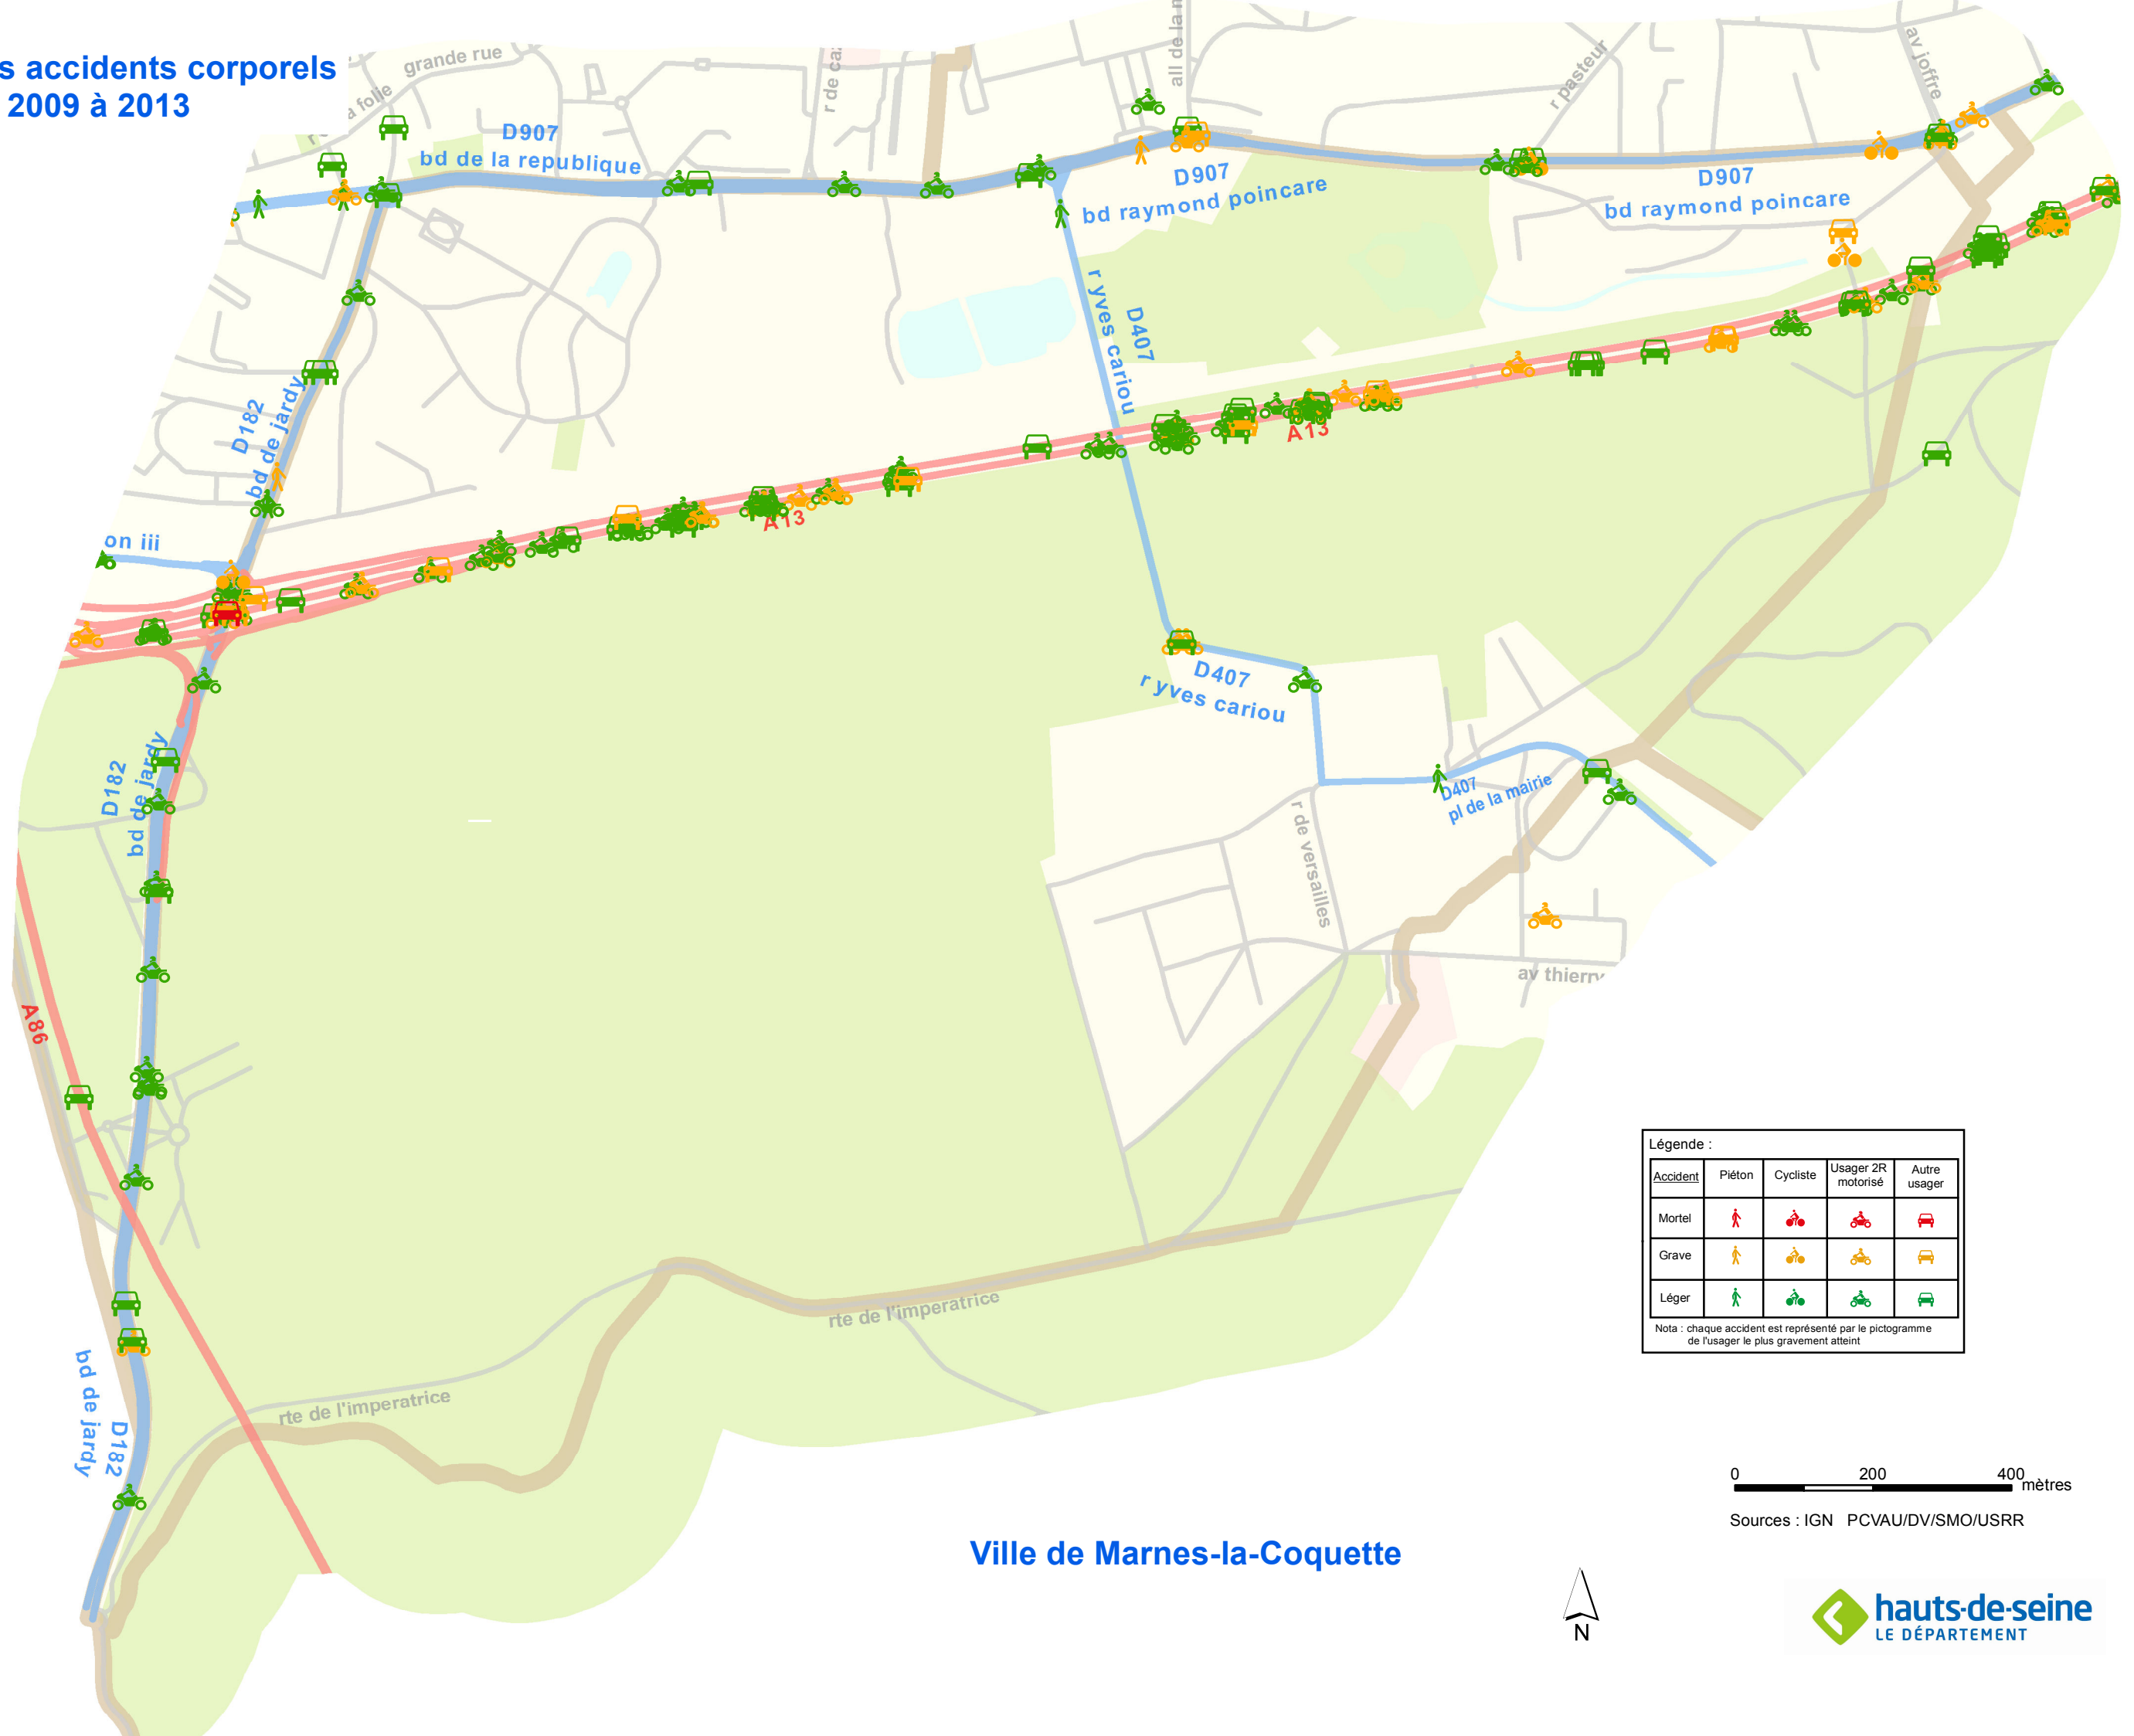 s accidents corporels
2009 à 2013
grande rue
folie
D907
bd de la republique
r de
all de la
r pasteur
av joffre
D907
bd raymond poincare
D907
bd raymond poincare
D407
r yves cariou
D182
bd de jardy
A13
A13
on iii
D407
r yves cariou
D182
bd de jardy
D407
pl de la mairie
r de versailles
av thierry
A86
rte de l'imperatrice
rte de l'imperatrice
bd de jardy
D182
Légende :
Accident Piéton Cycliste Usager 2R motorisé Autre usager
Mortel
Grave
Léger
Nota : chaque accident est représenté par le pictogramme
de l'usager le plus gravement atteint
0 200 400 mètres
Sources : IGN PCVAU/DV/SMO/USRR
Ville de Marnes-la-Coquette
N
hauts-de-seine
LE DÉPARTEMENT